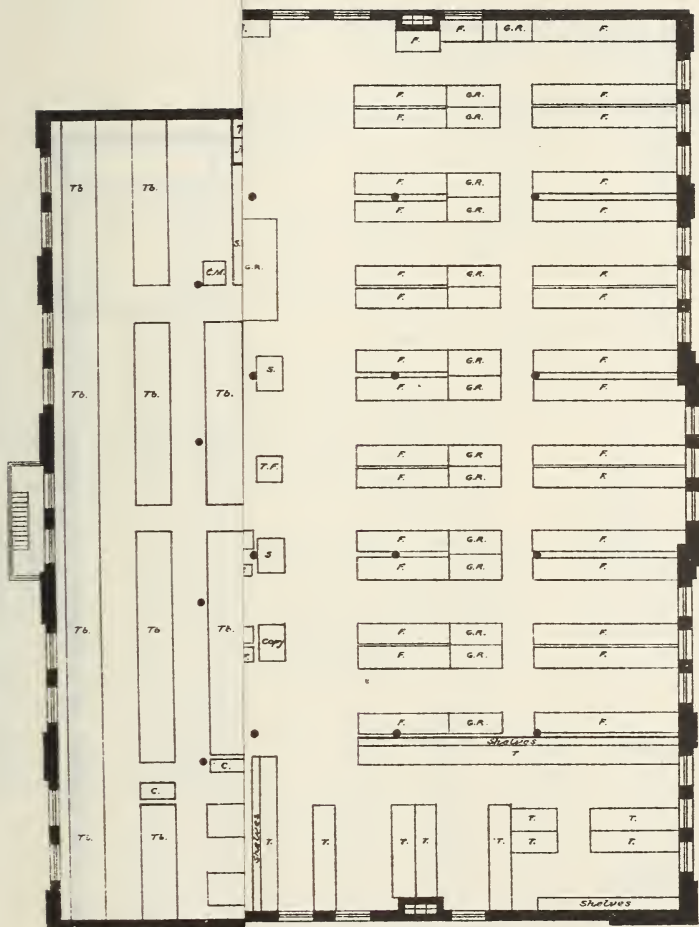 F. F. G.R. F.
F. G.R. F.
F. G.R. F.
Tb Tb. F. G.R. F.
F. G.R. F.
C.M. S. G.R. F. G.R. F.
F. F.
S. F. G.R. F.
Tb. Tb. Tb. F. G.R. F.
T.F. F. G.R. F.
F. G.R. F.
S F. G.R. F.
F. G.R. F.
Tb. Tb Tb. Copy F. G.R. F.
F. G.R. F.
F. G.R. F.
Shelves
T
C.
C.
Tb. Tb. Shelves T. T. T. T. T. T. T.
T. T.
Shelves